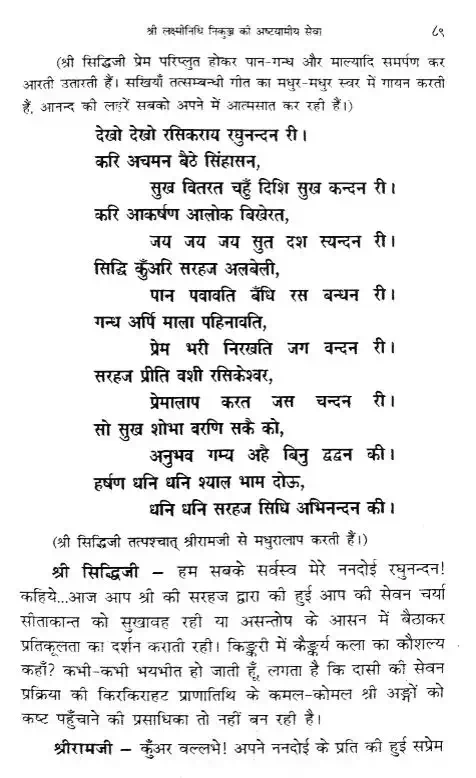 श्री लक्ष्मीनिधि निकुञ्ज की अष्टयामीय सेवा ८९
(श्री सिद्धिजी प्रेम परिप्लुत होकर पान-गन्ध और माल्यादि समर्पण कर
आरती उतारती हैं। सखियाँ तत्सम्बन्धी गीत का मधुर-मधुर स्वर में गायन करती
हैं, आनन्द की लहरें सबको अपने में आत्मसात कर रही हैं।)
देखो देखो रसिकराय रघुनन्दन री।
करि अचमन बैठे सिंहासन,
सुख वितरत चहुँ दिशि सुख कन्दन री।
करि आकर्षण आलोक बिखेरत,
जय जय जय सुत दश स्यन्दन री।
सिद्धि कुँअरि सरहज अलबेली,
पान पवावति बँधि रस बन्धन री।
गन्ध अर्पि माला पहिनावति,
प्रेम भरी निरखति जग वन्दन री।
सरहज प्रीति वशी रसिकेश्वर,
प्रेमालाप करत जस चन्दन री।
सो सुख शोभा बरणि सकै को,
अनुभव गम्य अहै बिनु द्वद्वन की।
हर्षण धनि धनि श्याल भाम दोऊ,
धनि धनि सरहज सिधि अभिनन्दन की।
(श्री सिद्धिजी तत्पश्चात् श्रीरामजी से मधुरालाप करती हैं।)
श्री सिद्धिजी – हम सबके सर्वस्व मेरे ननदोई रघुनन्दन!
कहिये...आज आप श्री की सरहज द्वारा की हुई आप की सेवन चर्या
सीताकान्त को सुखावह रही या असन्तोष के आसन में बैठाकर
प्रतिकूलता का दर्शन कराती रही। किङ्करी में कैङ्कर्य कला का कौशल्य
कहाँ? कभी-कभी भयभीत हो जाती हूँ, लगता है कि दासी की सेवन
प्रक्रिया की किरकिराहट प्राणातिथि के कमल-कोमल श्री अङ्गों को
कष्ट पहुँचाने की प्रसाधिका तो नहीं बन रही है।
श्रीरामजी – कुँअर वल्लभे! अपने ननदोई के प्रति की हुई सप्रेम